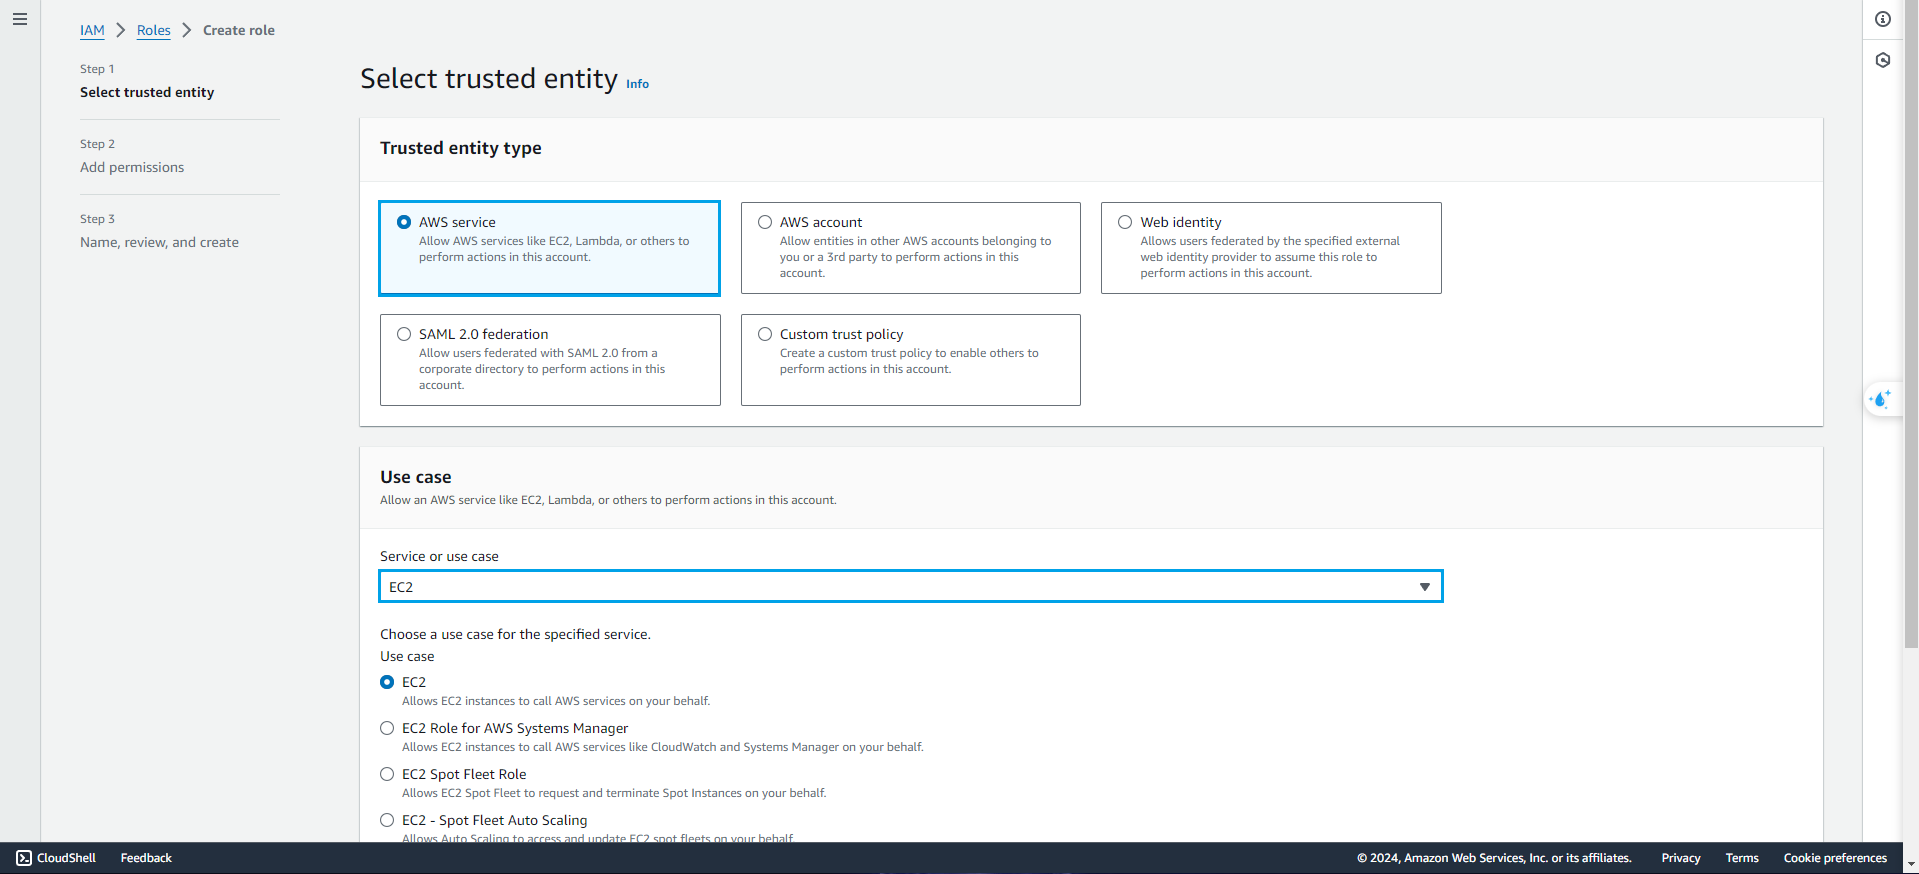 IAM > Roles > Create role
Step 1
Select trusted entity
Step 2
Add permissions
Step 3
Name, review, and create
Select trusted entity Info
Trusted entity type
AWS service
Allow AWS services like EC2, Lambda, or others to
perform actions in this account.
AWS account
Allow entities in other AWS accounts belonging to
you or a 3rd party to perform actions in this
account.
Web identity
Allows users federated by the specified external
web identity provider to assume this role to
perform actions in this account.
SAML 2.0 federation
Allow users federated with SAML 2.0 from a
corporate directory to perform actions in this
account.
Custom trust policy
Create a custom trust policy to enable others to
perform actions in this account.
Use case
Allow an AWS service like EC2, Lambda, or others to perform actions in this account.
Service or use case
EC2
Choose a use case for the specified service.
Use case
EC2
Allows EC2 instances to call AWS services on your behalf.
EC2 Role for AWS Systems Manager
Allows EC2 instances to call AWS services like CloudWatch and Systems Manager on your behalf.
EC2 Spot Fleet Role
Allows EC2 Spot Fleet to request and terminate Spot Instances on your behalf.
EC2 - Spot Fleet Auto Scaling
Allows Auto Scaling to access and update EC2 spot fleets on your behalf.
CloudShell Feedback © 2024, Amazon Web Services, Inc. or its affiliates. Privacy Terms Cookie preferences